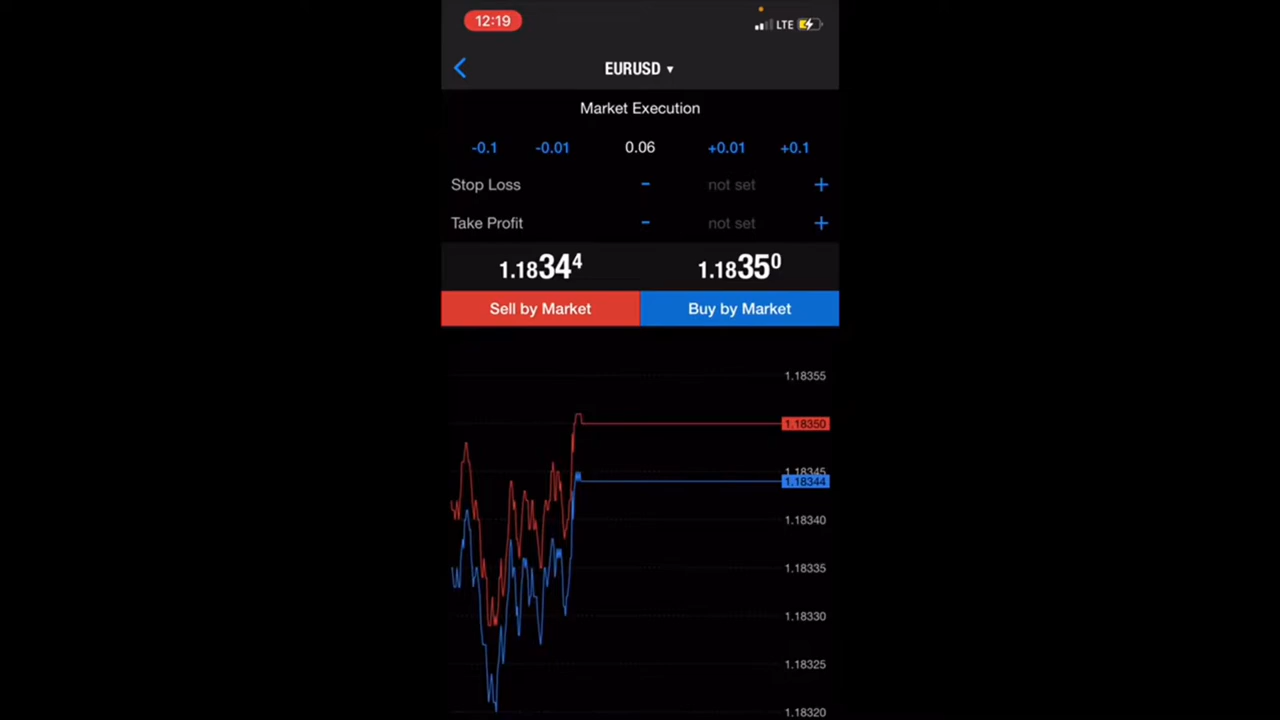 12:19
LTE
EURUSD ▾
Market Execution
-0.1 -0.01 0.06 +0.01 +0.1
Stop Loss - not set +
Take Profit - not set +
1.18344 1.18350
Sell by Market Buy by Market
1.18355
1.18350
1.18345
1.18344
1.18340
1.18335
1.18330
1.18325
1.18320